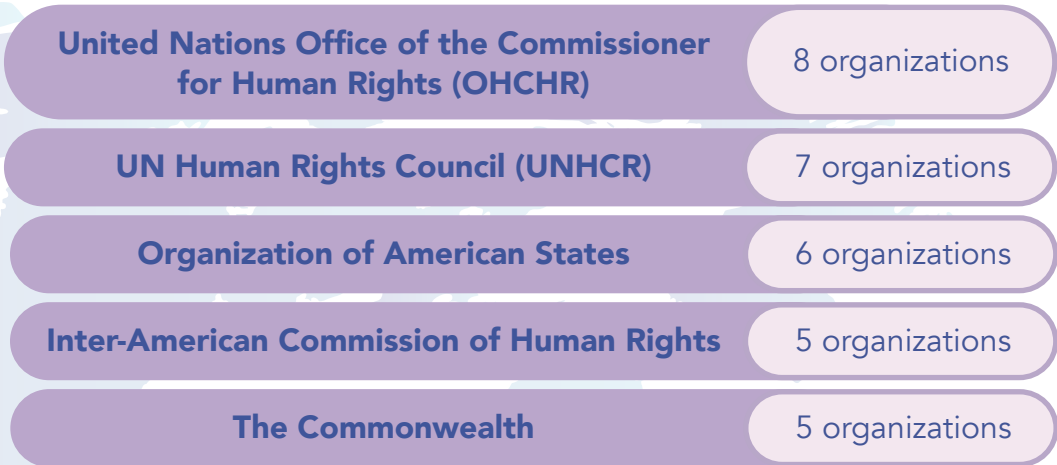 United Nations Office of the Commissioner
for Human Rights (OHCHR)
8 organizations
UN Human Rights Council (UNHCR)
7 organizations
Organization of American States
6 organizations
Inter-American Commission of Human Rights
5 organizations
The Commonwealth
5 organizations